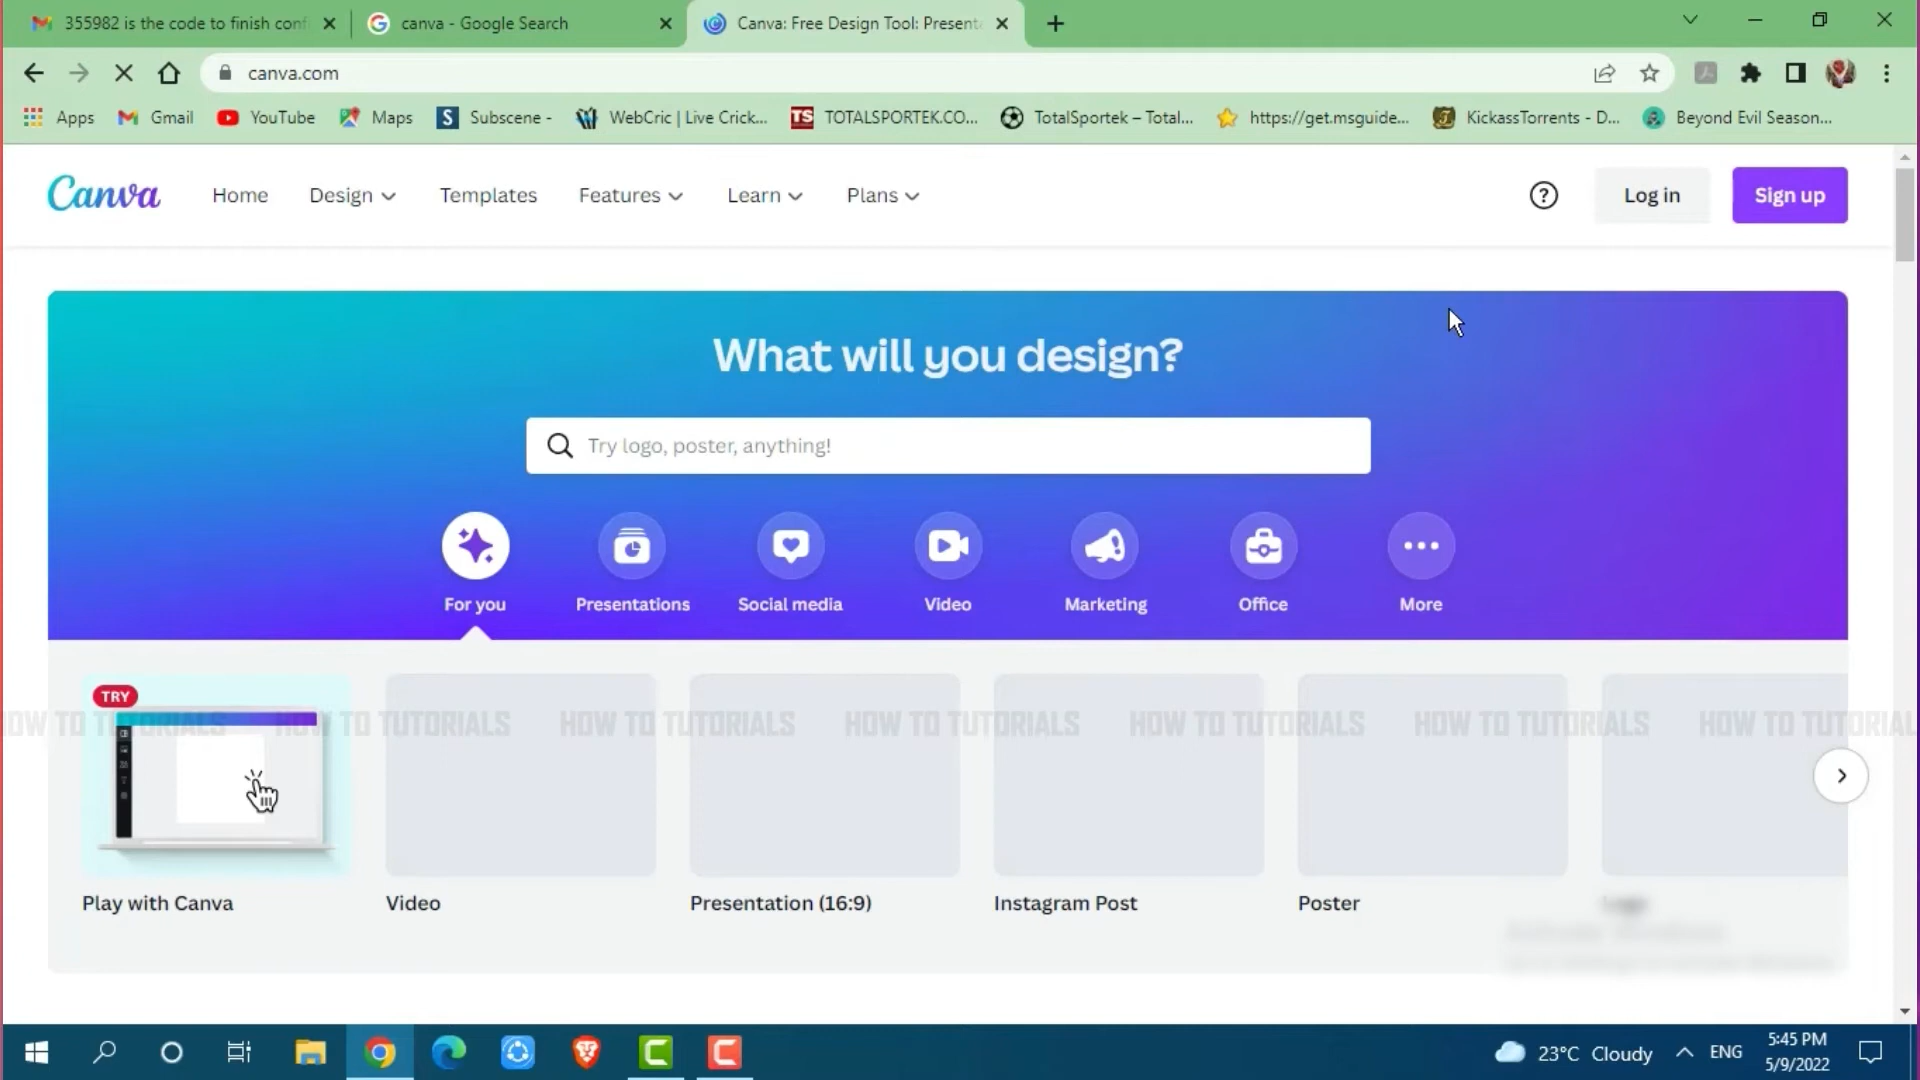 355982 is the code to finish conf
canva - Google Search
Canva: Free Design Tool: Present
canva.com
Apps
Gmail
YouTube
Maps
Subscene -
WebCric | Live Crick...
TOTALSPORTEK.CO...
TotalSportek – Total...
https://get.msguide...
KickassTorrents - D...
Beyond Evil Season...
Canva
Home
Design
Templates
Features
Learn
Plans
Log in
Sign up
What will you design?
Try logo, poster, anything!
For you
Presentations
Social media
Video
Marketing
Office
More
TRY
HOW TO TUTORIALS HOW TO TUTORIALS HOW TO TUTORIALS HOW TO TUTORIALS HOW TO TUTORIALS HOW TO TUTORIALS HOW TO TUTORIAL
Play with Canva
Video
Presentation (16:9)
Instagram Post
Poster
23°C Cloudy
ENG
5:45 PM
5/9/2022